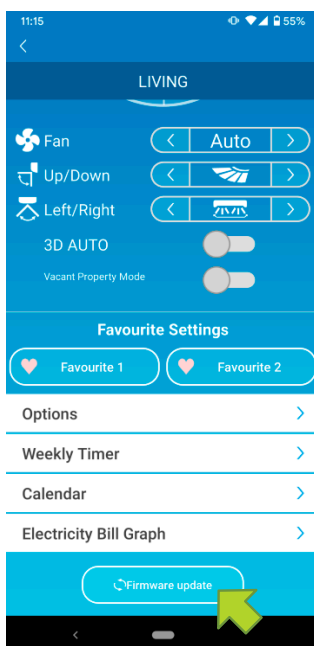 11:15 55%
LIVING
Fan Auto
Up/Down
Left/Right
3D AUTO
Vacant Property Mode
Favourite Settings
Favourite 1 Favourite 2
Options
Weekly Timer
Calendar
Electricity Bill Graph
Firmware update